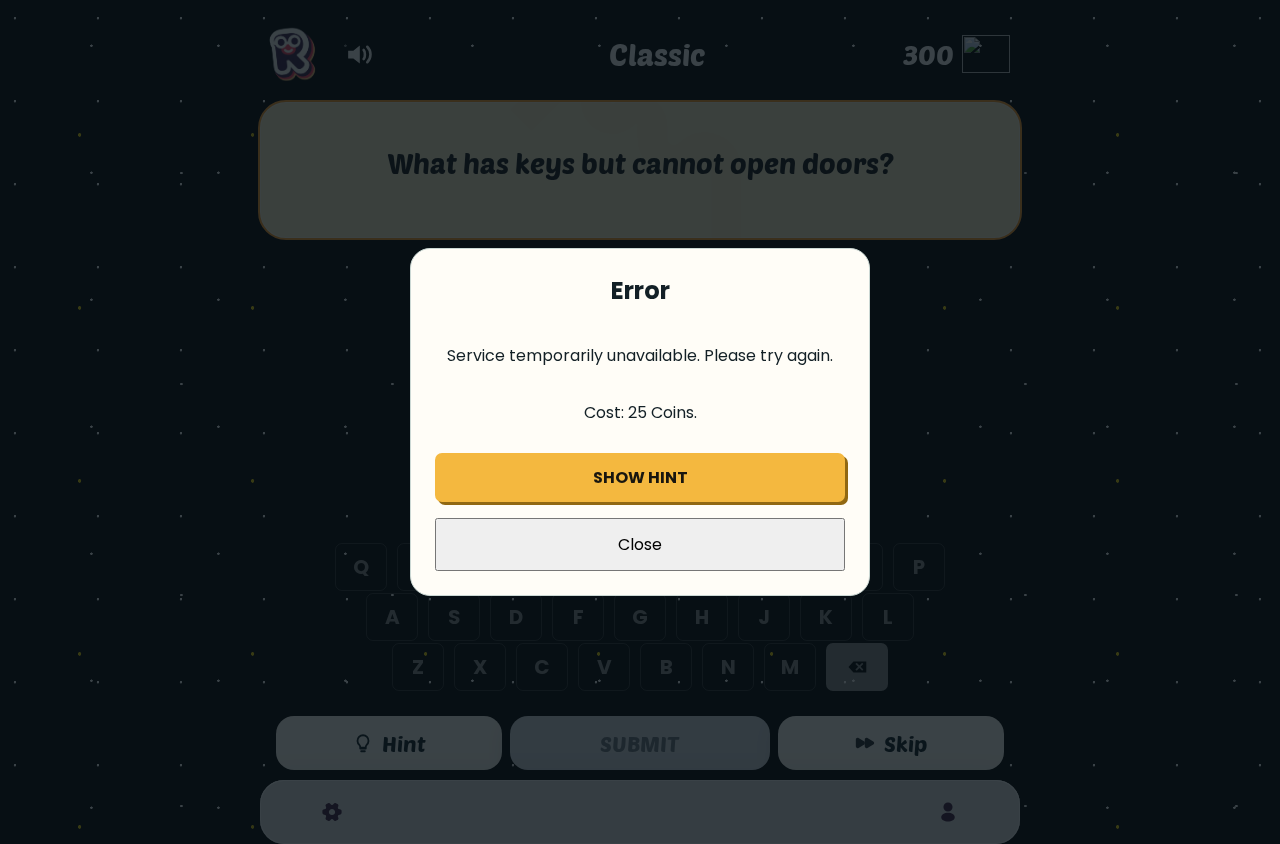 Classic
300
What has keys but cannot open doors?
Error
Service temporarily unavailable. Please try again.
Cost: 25 Coins.
SHOW HINT
Close
Q P
A S D F G H J K L
Z X C V B N M
Hint SUBMIT Skip